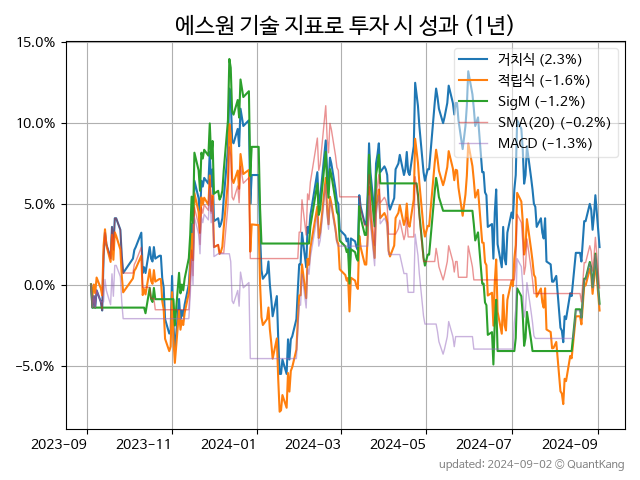 에스원 기술 지표로 투자 시 성과 (1년)
15.0%
10.0%
5.0%
0.0%
−5.0%
거치식 (2.3%)
적립식 (−1.6%)
SigM (−1.2%)
SMA(20) (−0.2%)
MACD (−1.3%)
2023−09 2023−11 2024−01 2024−03 2024−05 2024−07 2024−09
updated: 2024−09−02 ⓒ QuantKang